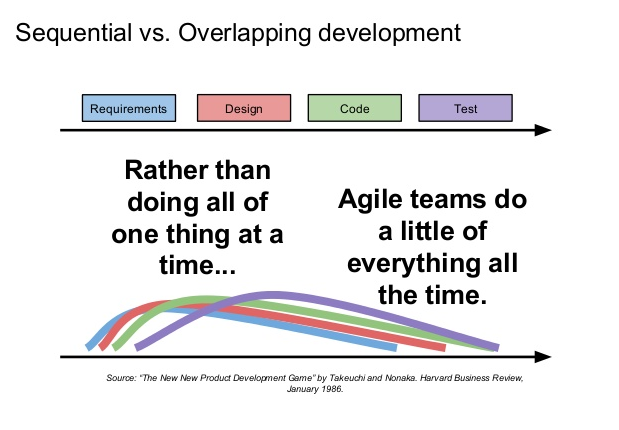 Sequential vs. Overlapping development
Requirements
Design
Code
Test
Rather than
doing all of
one thing at a
time...
Agile teams do
a little of
everything all
the time.
Source: "The New New Product Development Game" by Takeuchi and Nonaka. Harvard Business Review,
January 1986.